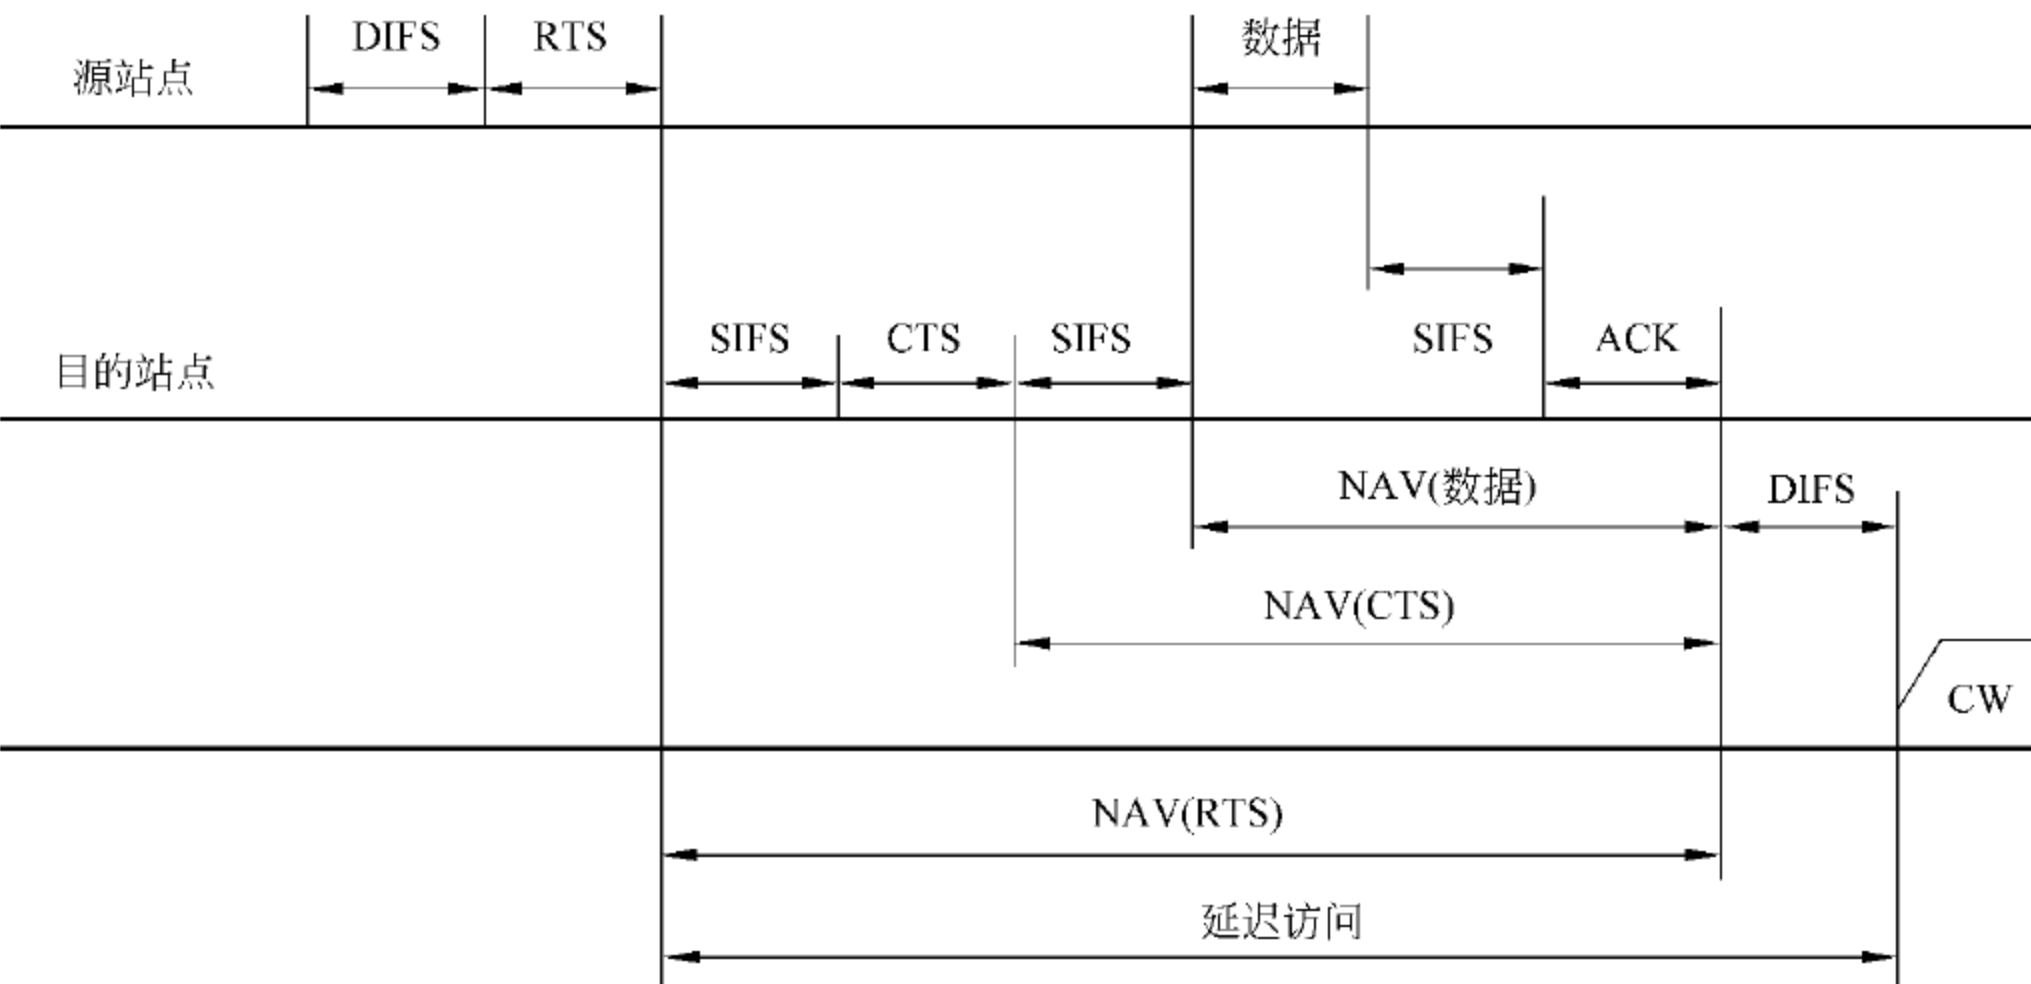 DIFS RTS 数据
源站点
SIFS CTS SIFS SIFS ACK
目的站点
NAV(数据) DIFS
NAV(CTS)
CW
NAV(RTS)
延迟访问